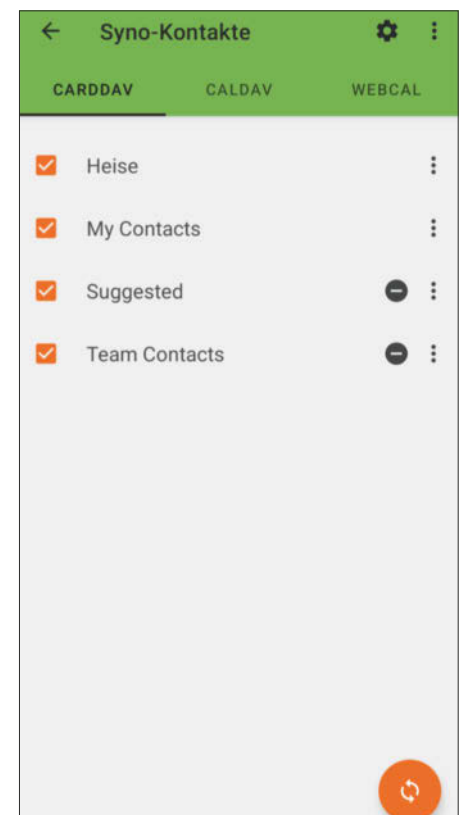 Syno-Kontakte
CARDDAV CALDAV WEBCAL
Heise
My Contacts
Suggested
Team Contacts